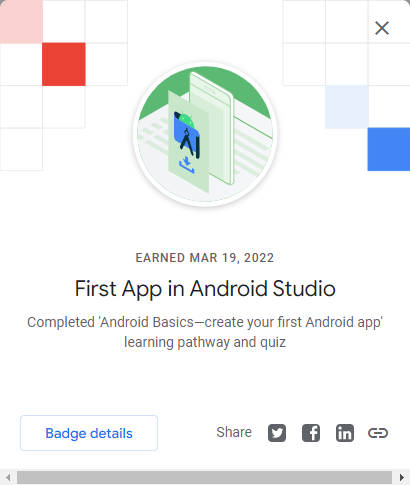 EARNED MAR 19, 2022
First App in Android Studio
Completed 'Android Basics—create your first Android app'
learning pathway and quiz
Badge details
Share